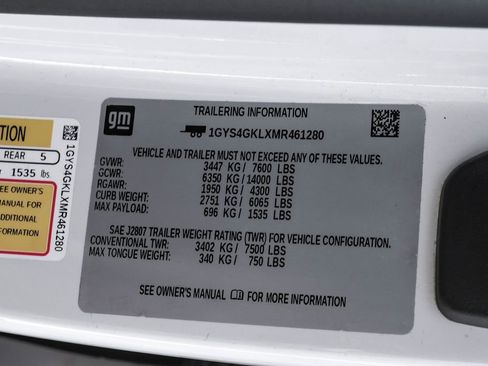 gm
TRAILERING INFORMATION
1GYS4GKLXMR461280
VEHICLE AND TRAILER MUST NOT EXCEED ANY OF THESE VALUES.
GVWR: 3447 KG / 7600 LBS
GCWR: 6350 KG / 14000 LBS
RGAWR: 1950 KG / 4300 LBS
CURB WEIGHT: 2751 KG / 6065 LBS
MAX PAYLOAD: 696 KG / 1535 LBS
SAE J2807 TRAILER WEIGHT RATING (TWR) FOR VEHICLE CONFIGURATION.
CONVENTIONAL TWR: 3402 KG / 7500 LBS
MAX TONGUE WEIGHT: 340 KG / 750 LBS
SEE OWNER'S MANUAL FOR MORE INFORMATION
REAR 5
1535 lbs
SEE OWNER'S
MANUAL FOR
ADDITIONAL
1GYS4GKLXMR461280